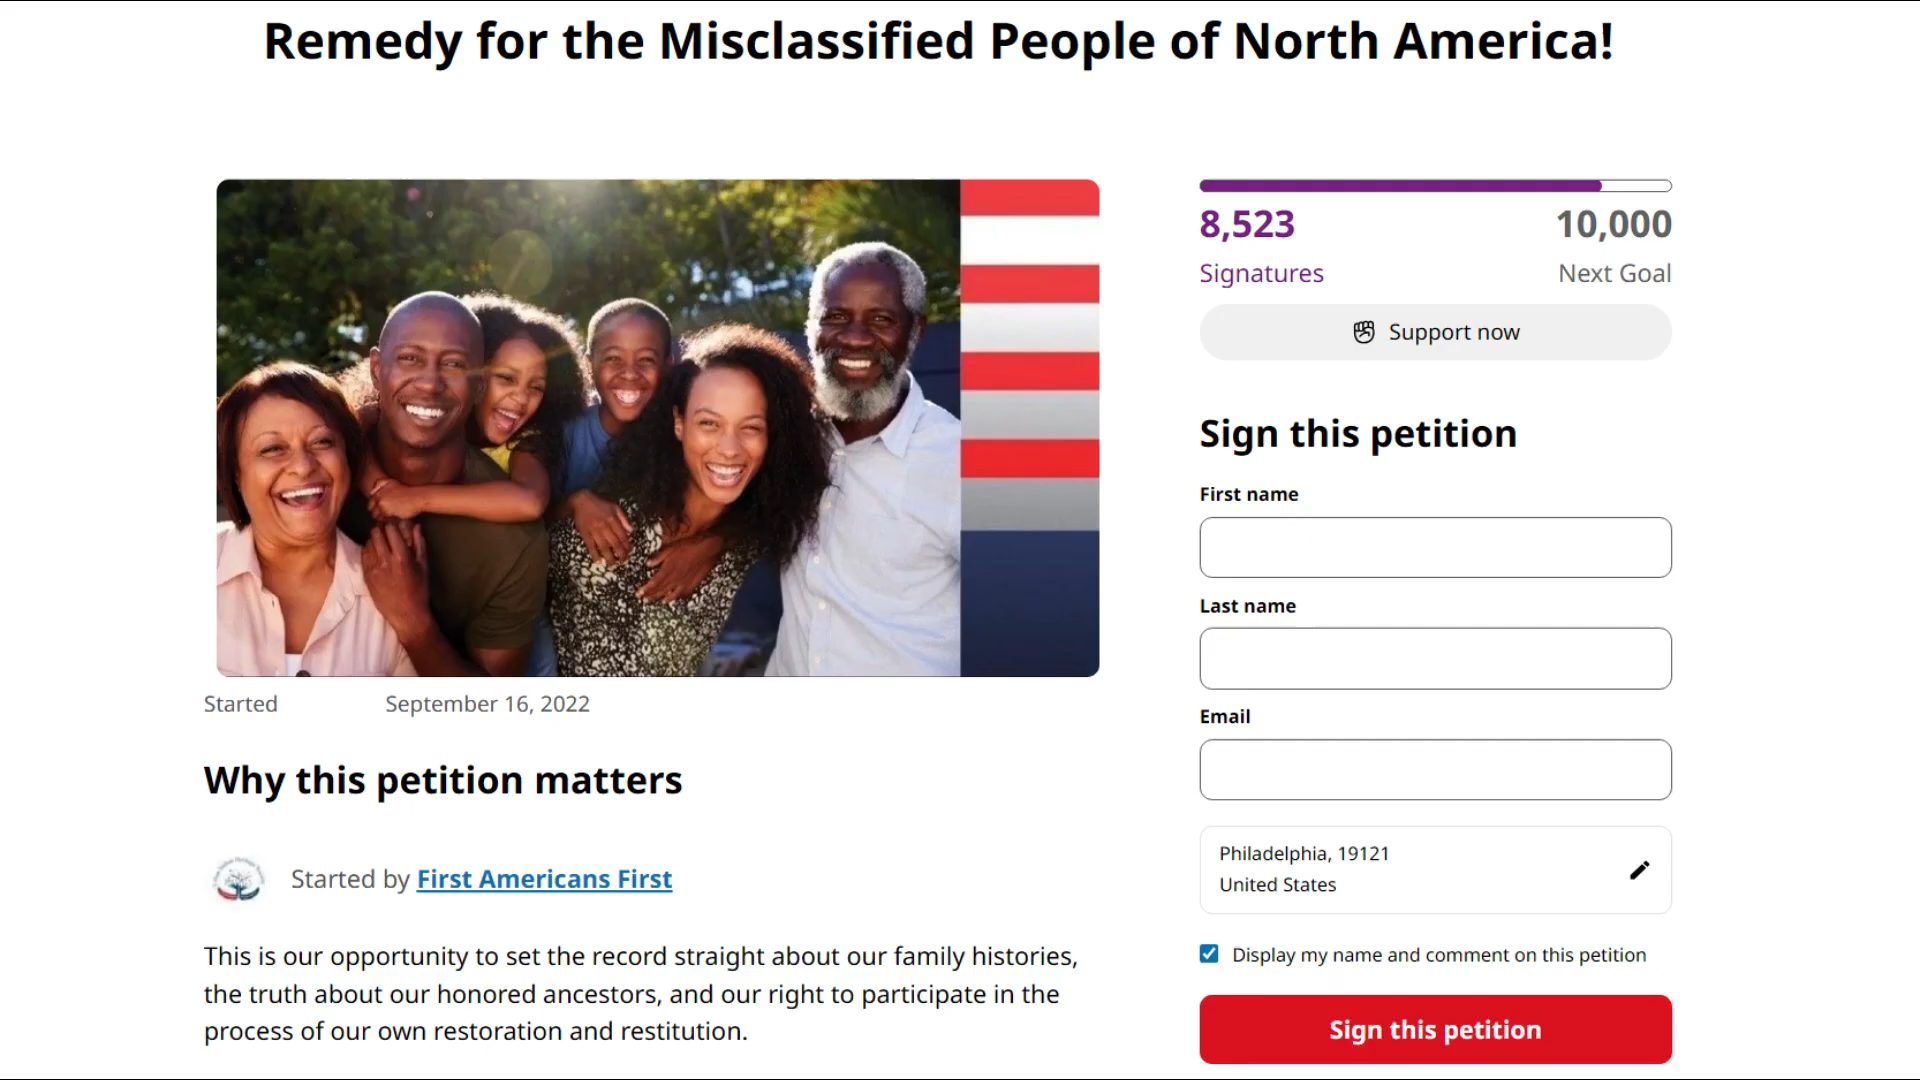 Remedy for the Misclassified People of North America!
8,523
10,000
Signatures
Next Goal
Support now
Sign this petition
First name
Last name
Email
Philadelphia, 19121
United States
Display my name and comment on this petition
Sign this petition
Started
September 16, 2022
Why this petition matters
Started by First Americans First
This is our opportunity to set the record straight about our family histories,
the truth about our honored ancestors, and our right to participate in the
process of our own restoration and restitution.